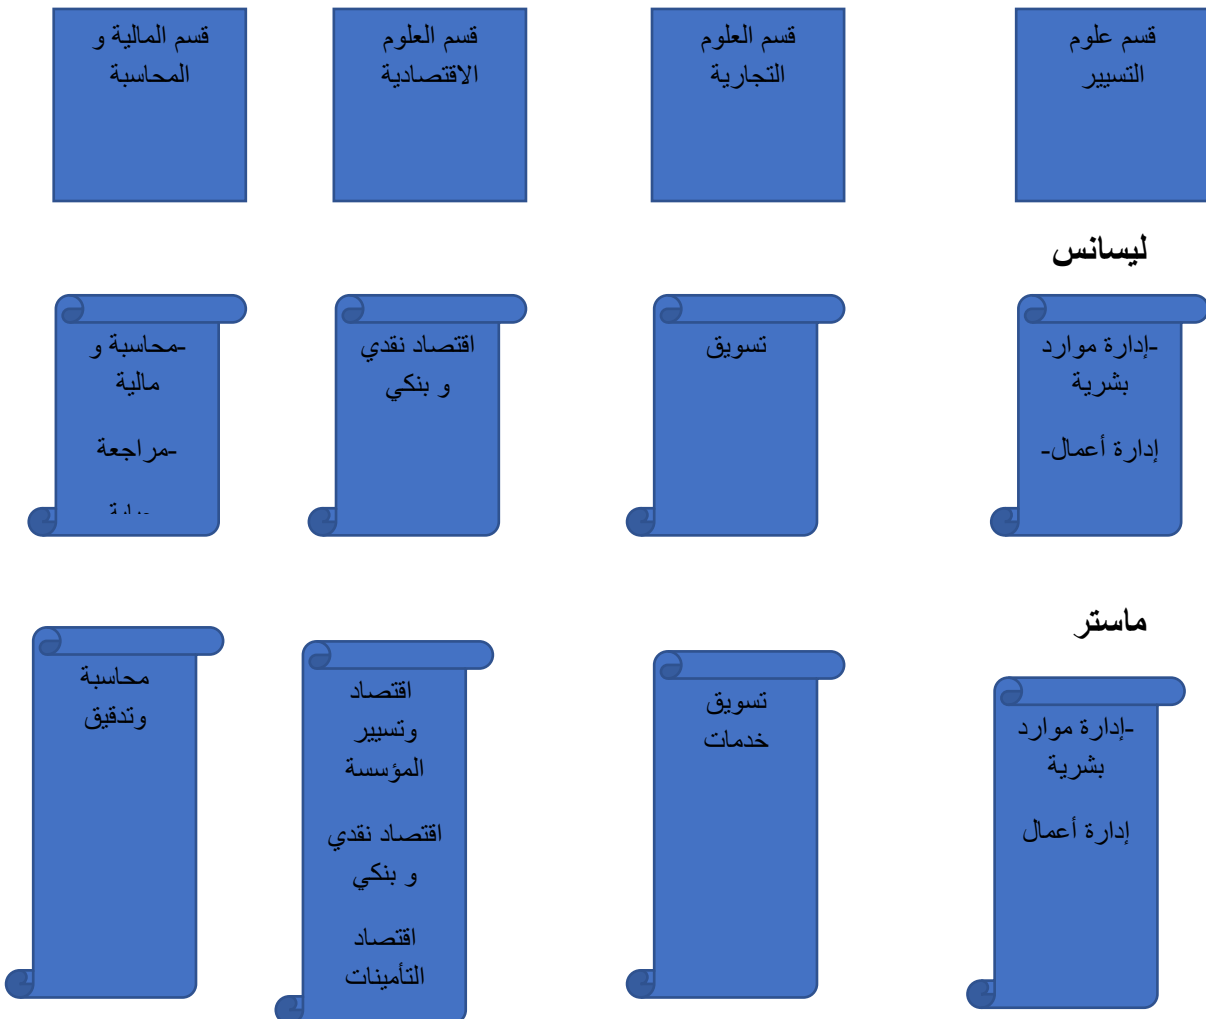 قسم علوم
التسيير
قسم العلوم
التجارية
قسم العلوم
الاقتصادية
قسم المالية و
المحاسبة
ليسانس
-إدارة موارد
بشرية
إدارة أعمال-
تسويق
اقتصاد نقدي
و بنكي
-محاسبة و
مالية
-مراجعة
ماستر
-إدارة موارد
بشرية
إدارة أعمال
تسويق
خدمات
اقتصاد
وتسيير
المؤسسة
اقتصاد نقدي
و بنكي
اقتصاد
التأمينات
محاسبة
وتدقيق